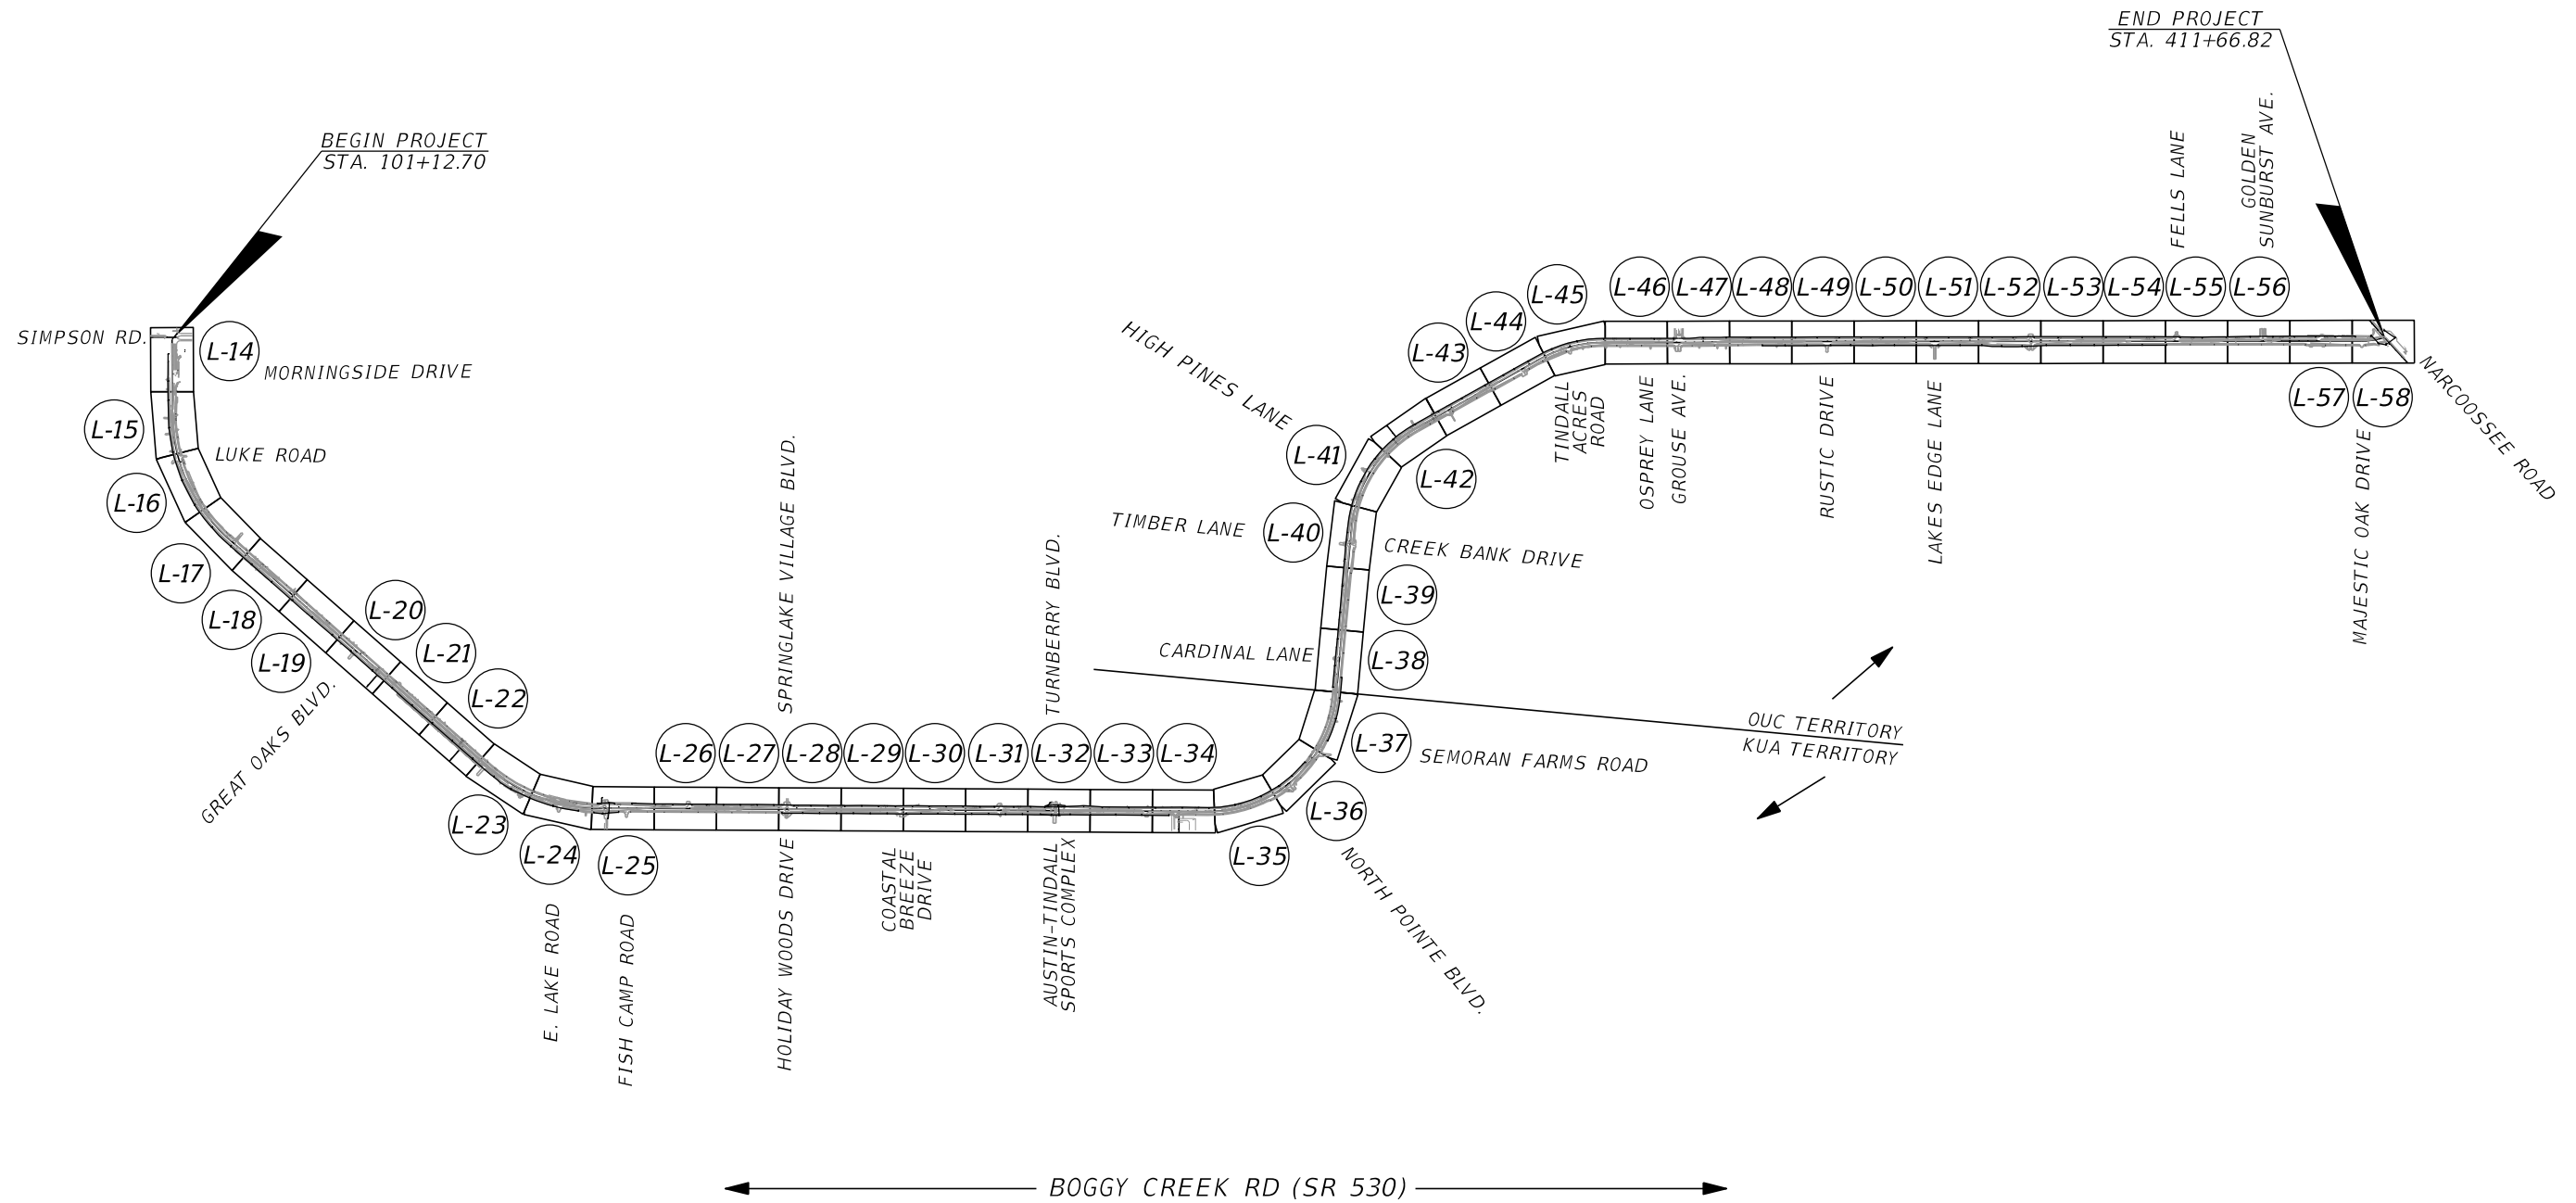 END PROJECT
STA. 411+66.82
BEGIN PROJECT
STA. 101+12.70
FELLS LANE
GOLDEN
SUNBURST AVE.
SIMPSON RD.
L-14
MORNINGSIDE DRIVE
L-15
LUKE ROAD
L-16
L-17
L-18
L-19
GREAT OAKS BLVD.
L-20
L-21
L-22
L-23
L-24
L-25
E. LAKE ROAD
FISH CAMP ROAD
L-26
L-27
L-28
L-29
L-30
L-31
L-32
L-33
L-34
SPRINGLAKE VILLAGE BLVD.
HOLIDAY WOODS DRIVE
COASTAL
BREEZE
DRIVE
TURNBERRY BLVD.
AUSTIN-TINDALL
SPORTS COMPLEX
L-35
L-36
NORTH POINTE BLVD.
L-37
SEMORAN FARMS ROAD
OUC TERRITORY
KUA TERRITORY
CARDINAL LANE
L-38
L-39
CREEK BANK DRIVE
TIMBER LANE
L-40
L-41
HIGH PINES LANE
L-42
L-43
L-44
L-45
TINDALL
ACRES
ROAD
L-46
L-47
L-48
L-49
L-50
L-51
L-52
L-53
L-54
L-55
L-56
OSPREY LANE
GROUSE AVE.
RUSTIC DRIVE
LAKES EDGE LANE
L-57
L-58
MAJESTIC OAK DRIVE
NARCOOSSEE ROAD
BOGGY CREEK RD (SR 530)